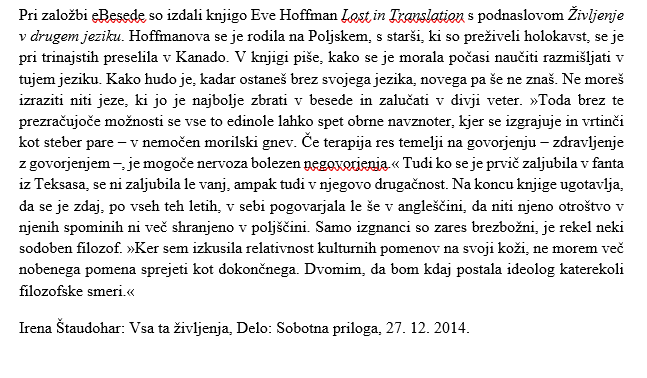 Pri založbi eBesede so izdali knjigo Eve Hoffman Lost in Translation s podnaslovom Življenje
v drugem jeziku. Hoffmanova se je rodila na Poljskem, s starši, ki so preživeli holokavst, se je
pri trinajstih preselila v Kanado. V knjigi piše, kako se je morala počasi naučiti razmišljati v
tujem jeziku. Kako hudo je, kadar ostaneš brez svojega jezika, novega pa še ne znaš. Ne moreš
izraziti niti jeze, ki jo je najbolje zbrati v besede in zalučati v divji veter. »Toda brez te
prezračujoče možnosti se vse to edinole lahko spet obrne navznoter, kjer se izgrajuje in vrtinči
kot steber pare – v nemočen morilski gnev. Če terapija res temelji na govorjenju – zdravljenje
z govorjenjem –, je mogoče nervoza bolezen negovorjenja.« Tudi ko se je prvič zaljubila v fanta
iz Teksasa, se ni zaljubila le vanj, ampak tudi v njegovo drugačnost. Na koncu knjige ugotavlja,
da se je zdaj, po vseh teh letih, v sebi pogovarjala le še v angleščini, da niti njeno otroštvo v
njenih spominih ni več shranjeno v poljščini. Samo izgnanci so zares brezbožni, je rekel neki
sodoben filozof. »Ker sem izkusila relativnost kulturnih pomenov na svoji koži, ne morem več
nobenega pomena sprejeti kot dokončnega. Dvomim, da bom kdaj postala ideolog katerekoli
filozofske smeri.«
Irena Štaudohar: Vsa ta življenja, Delo: Sobotna priloga, 27. 12. 2014.